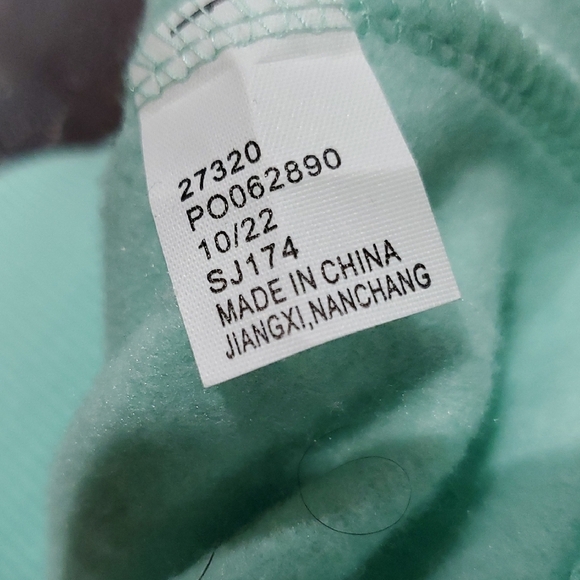 27320
PO062890
10/22
SJ174
MADE IN CHINA
JIANGXI,NANCHANG